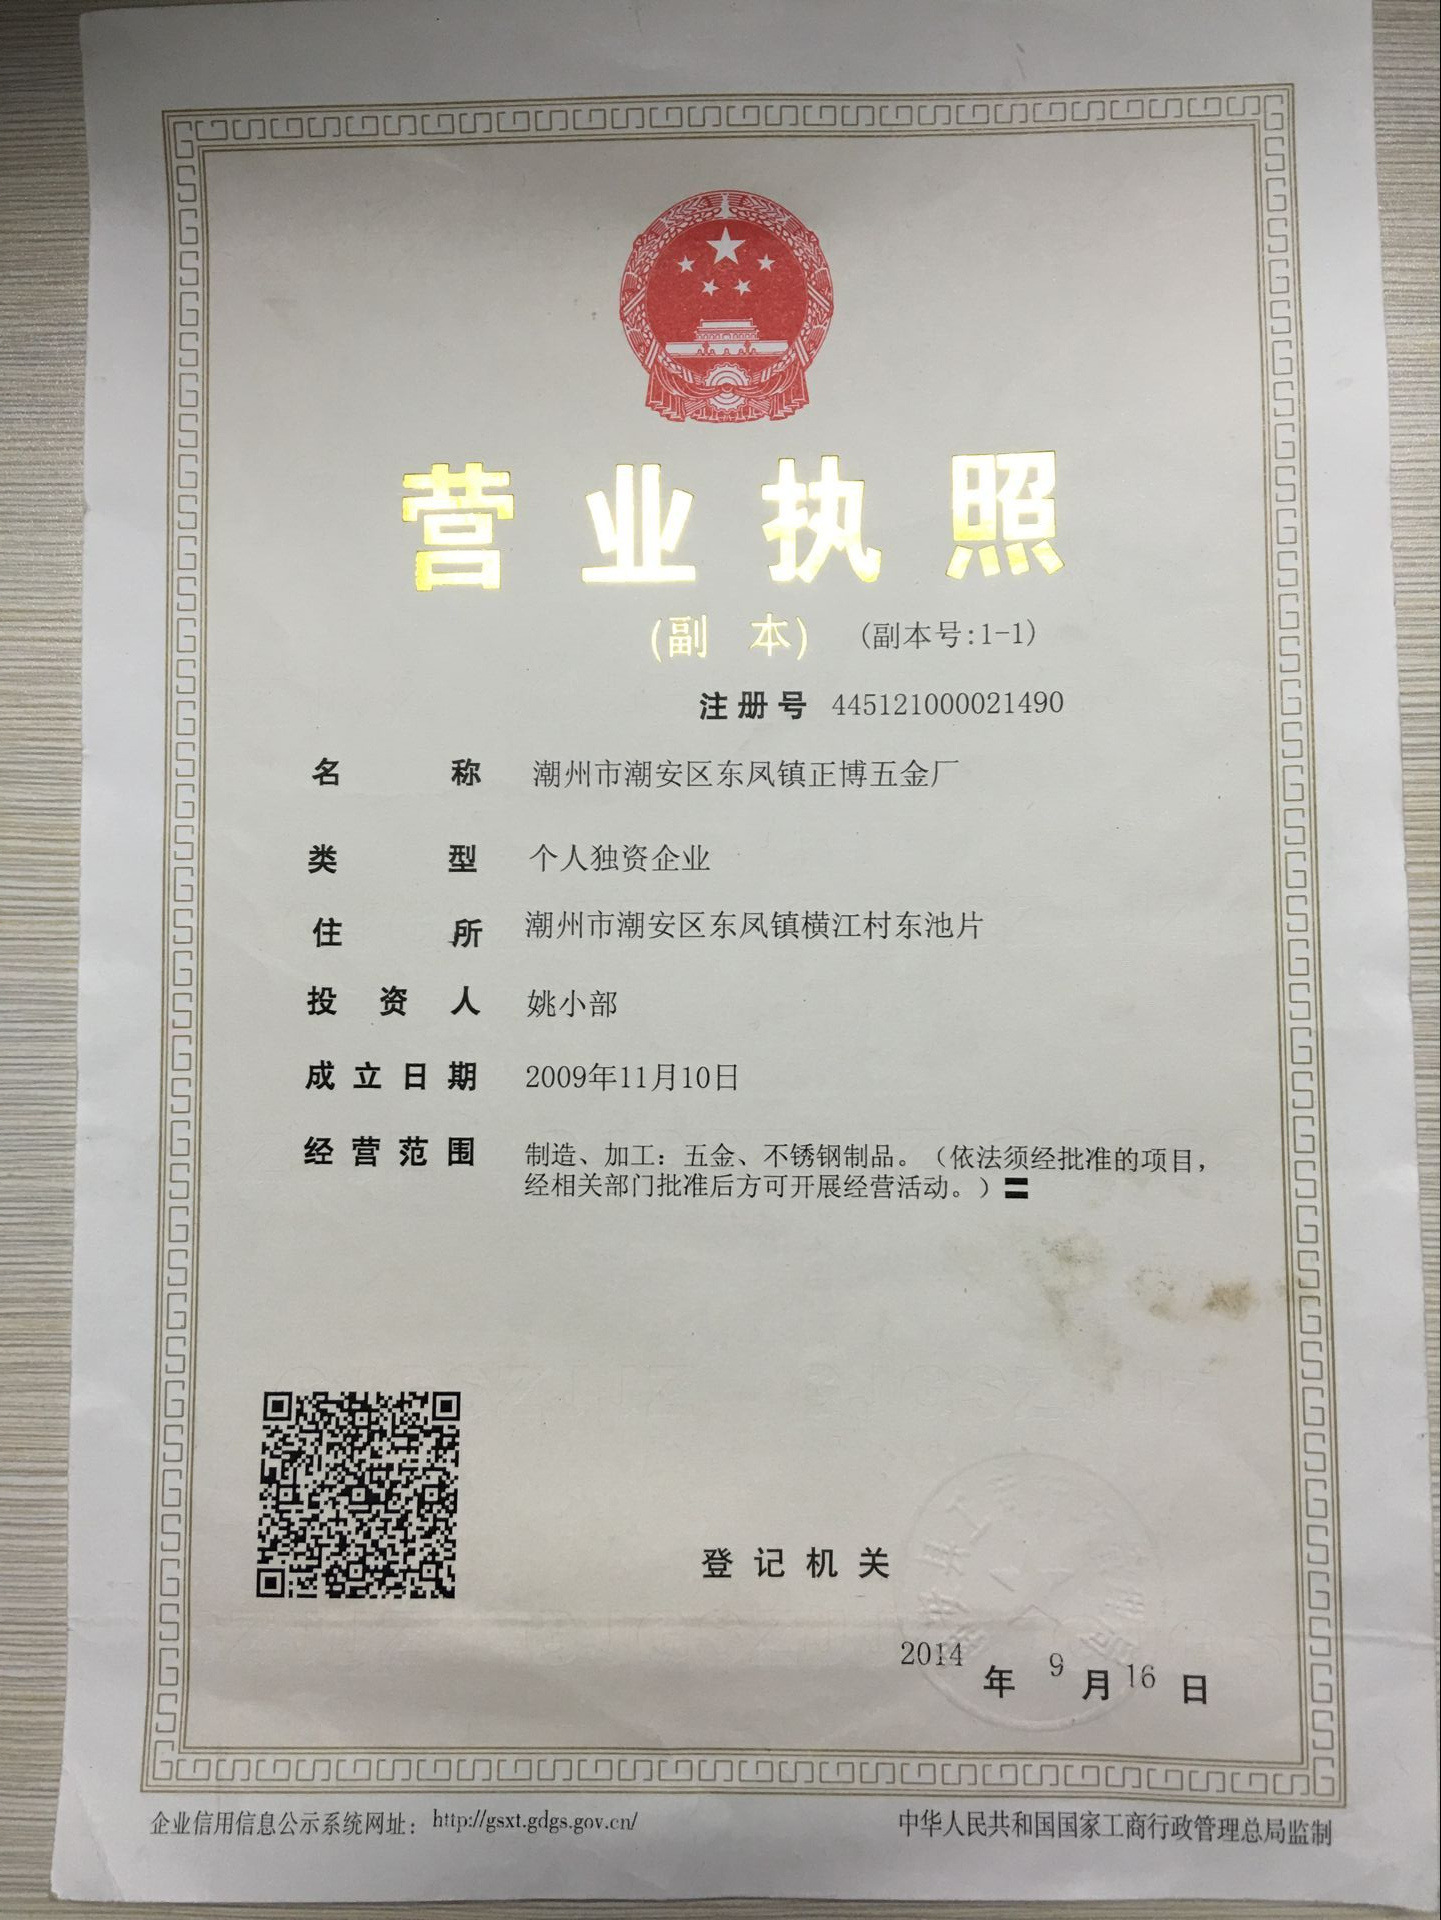 营业执照
(副 本) (副本号:1-1)
注册号 445121000021490
名称 潮州市潮安区东凤镇正博五金厂
类型 个人独资企业
住所 潮州市潮安区东凤镇横江村东池片
投资人 姚小部
成立日期 2009年11月10日
经营范围 制造、加工：五金、不锈钢制品。（依法须经批准的项目，
经相关部门批准后方可开展经营活动。）〓
登记机关
2014年9月16日
企业信用信息公示系统网址： http://gsxt.gdgs.gov.cn/
中华人民共和国国家工商行政管理总局监制